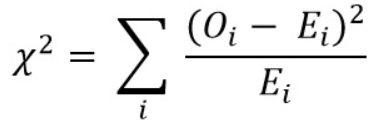 χ² = ∑ᵢ (Oᵢ − Eᵢ)² / Eᵢ